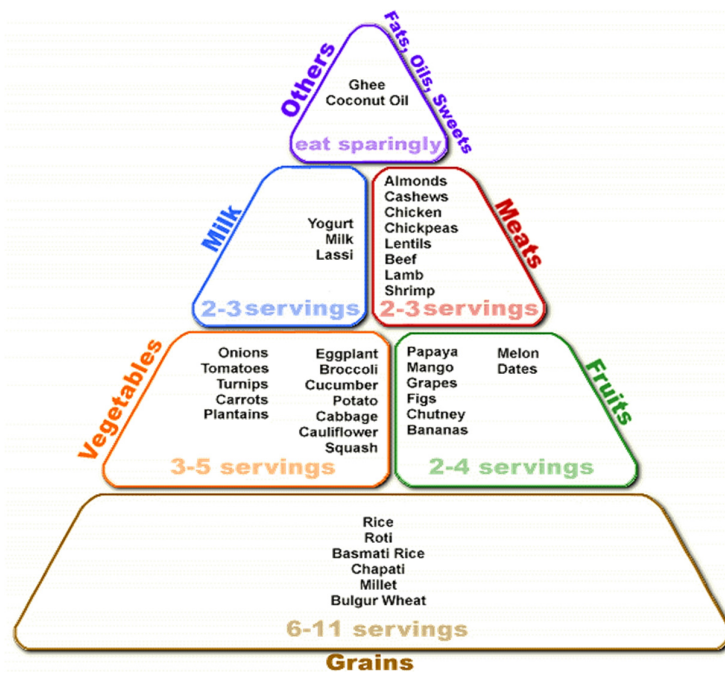 Others
Fats, Oils, Sweets
Ghee
Coconut Oil
eat sparingly
Milk
Yogurt
Milk
Lassi
2-3 servings
Meats
Almonds
Cashews
Chicken
Chickpeas
Lentils
Beef
Lamb
Shrimp
2-3 servings
Vegetables
Onions
Tomatoes
Turnips
Carrots
Plantains
Eggplant
Broccoli
Cucumber
Potato
Cabbage
Cauliflower
Squash
3-5 servings
Fruits
Papaya
Mango
Grapes
Figs
Chutney
Bananas
Melon
Dates
2-4 servings
Rice
Roti
Basmati Rice
Chapati
Millet
Bulgur Wheat
6-11 servings
Grains